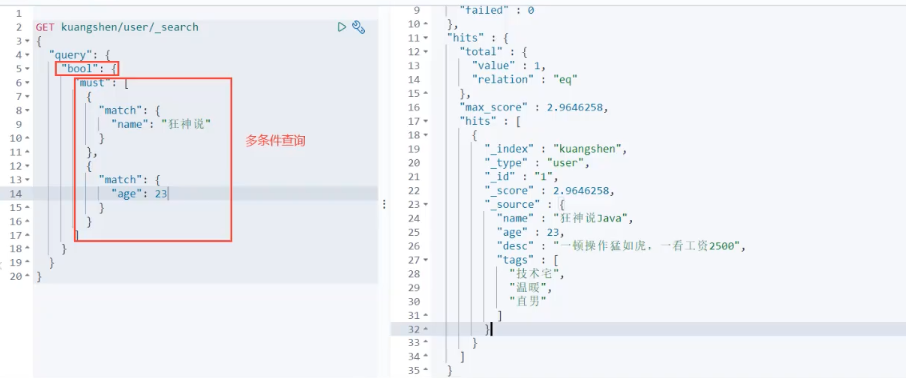 1
2 GET kuangshen/user/_search
3 {
4 "query": {
5 "bool": {
6 "must": [
7 {
8 "match": {
9 "name": "狂神说"
10 }
11 },
12 {
13 "match": {
14 "age": 23
15 }
16 }
17 ]
18 }
19 }
20 }
多条件查询
9 "failed" : 0
10 },
11 "hits" : {
12 "total" : {
13 "value" : 1,
14 "relation" : "eq"
15 },
16 "max_score" : 2.9646258,
17 "hits" : [
18 {
19 "_index" : "kuangshen",
20 "_type" : "user",
21 "_id" : "1",
22 "_score" : 2.9646258,
23 "_source" : {
24 "name" : "狂神说Java",
25 "age" : 23,
26 "desc" : "一顿操作猛如虎，一看工资2500",
27 "tags" : [
28 "技术宅",
29 "温暖",
30 "直男"
31 ]
32 }
33 }
34 ]
35 }